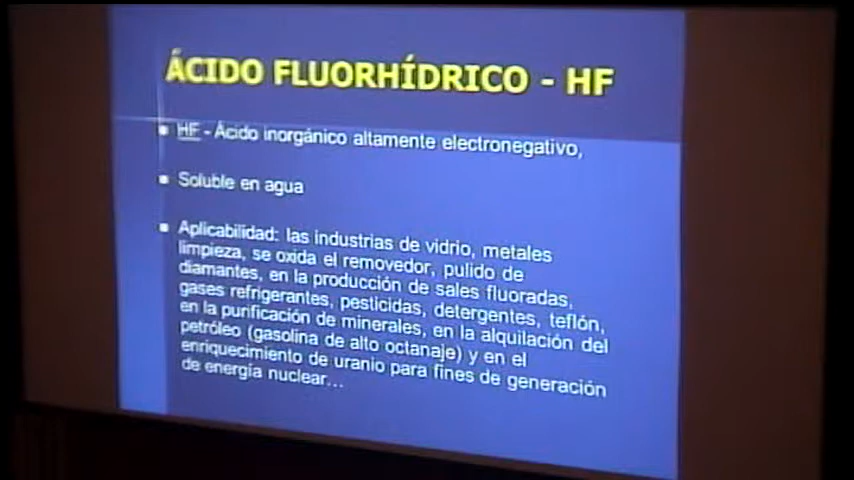 ÁCIDO FLUORHÍDRICO - HF
HF - Ácido inorgánico altamente electronegativo,
Soluble en agua
Aplicabilidad: las industrias de vidrio, metales
limpieza, se oxida el removedor, pulido de
diamantes, en la producción de sales fluoradas,
gases refrigerantes, pesticidas, detergentes, teflón,
en la purificación de minerales, en la alquilación del
petróleo (gasolina de alto octanaje) y en el
enriquecimiento de uranio para fines de generación
de energía nuclear...